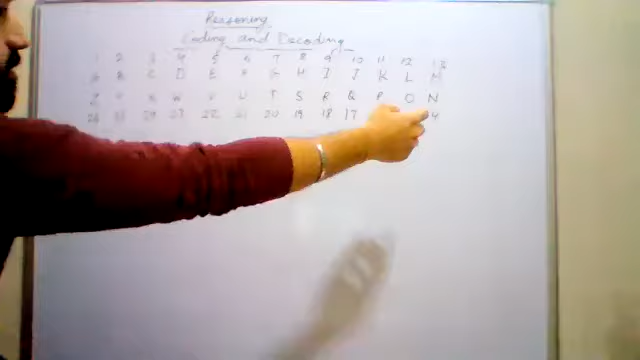 Reasoning
Coding and Decoding
1 2 3 4 5 6 7 8 9 10 11 12 13
A B C D E F G H I J K L M
Z Y X W V U T S R Q P O N
26 25 24 23 22 21 20 19 18 17 4